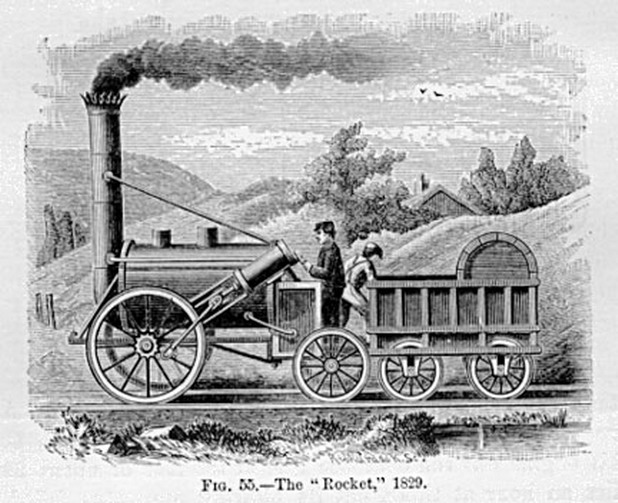 FIG. 55.—The "Rocket," 1829.